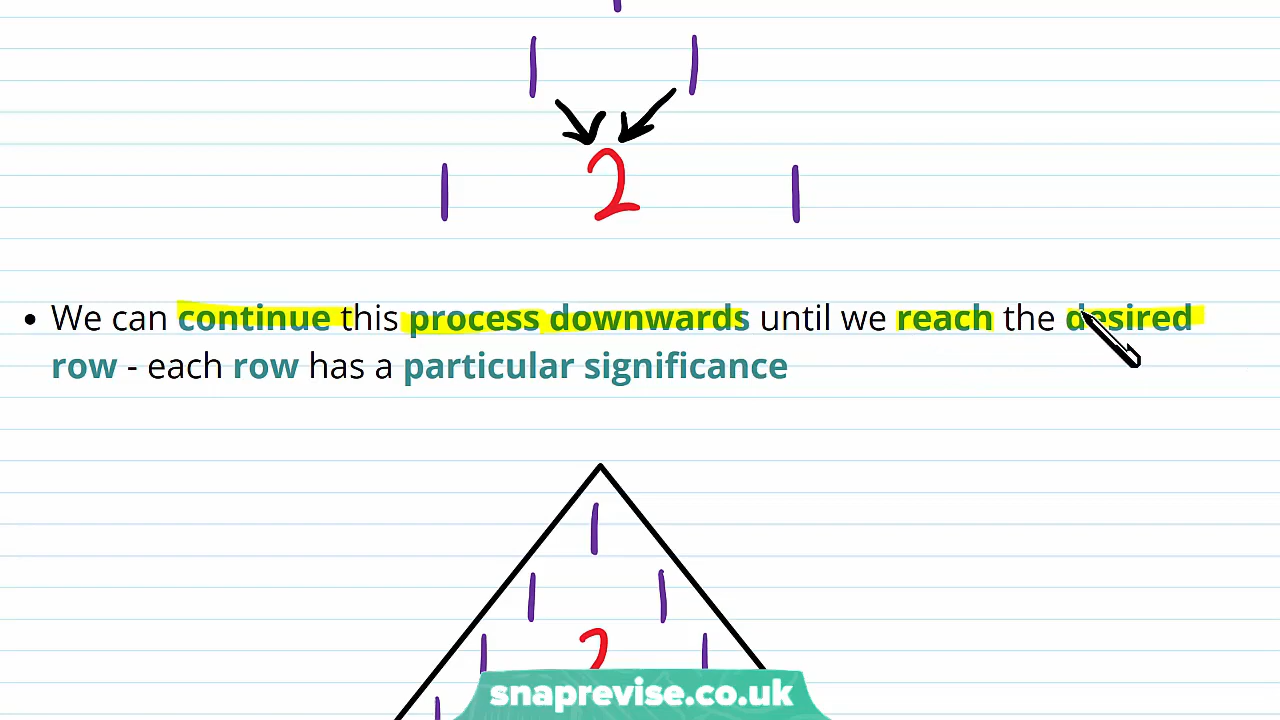 1 1
1 2 1
• We can continue this process downwards until we reach the desired
row - each row has a particular significance
1
1 1
1 2 1
1
snaprevise.co.uk